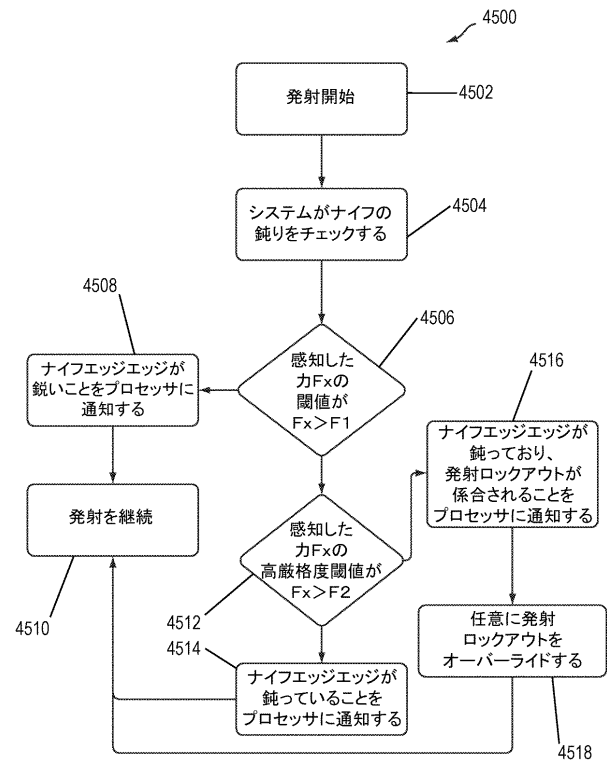 4500
発射開始
4502
システムがナイフの
鈍りをチェックする
4504
4506
感知した
力Fxの
閾値が
Fx>F1
4508
ナイフエッジエッジが
鋭いことをプロセッサに
通知する
発射を継続
4510
感知した
力Fxの
高厳格度閾値が
Fx>F2
4512
4514
ナイフエッジエッジが
鈍っていることを
プロセッサに通知する
4516
ナイフエッジエッジが
鈍っており、
発射ロックアウトが
係合されることを
プロセッサに通知する
任意に発射
ロックアウトを
オーバーライドする
4518